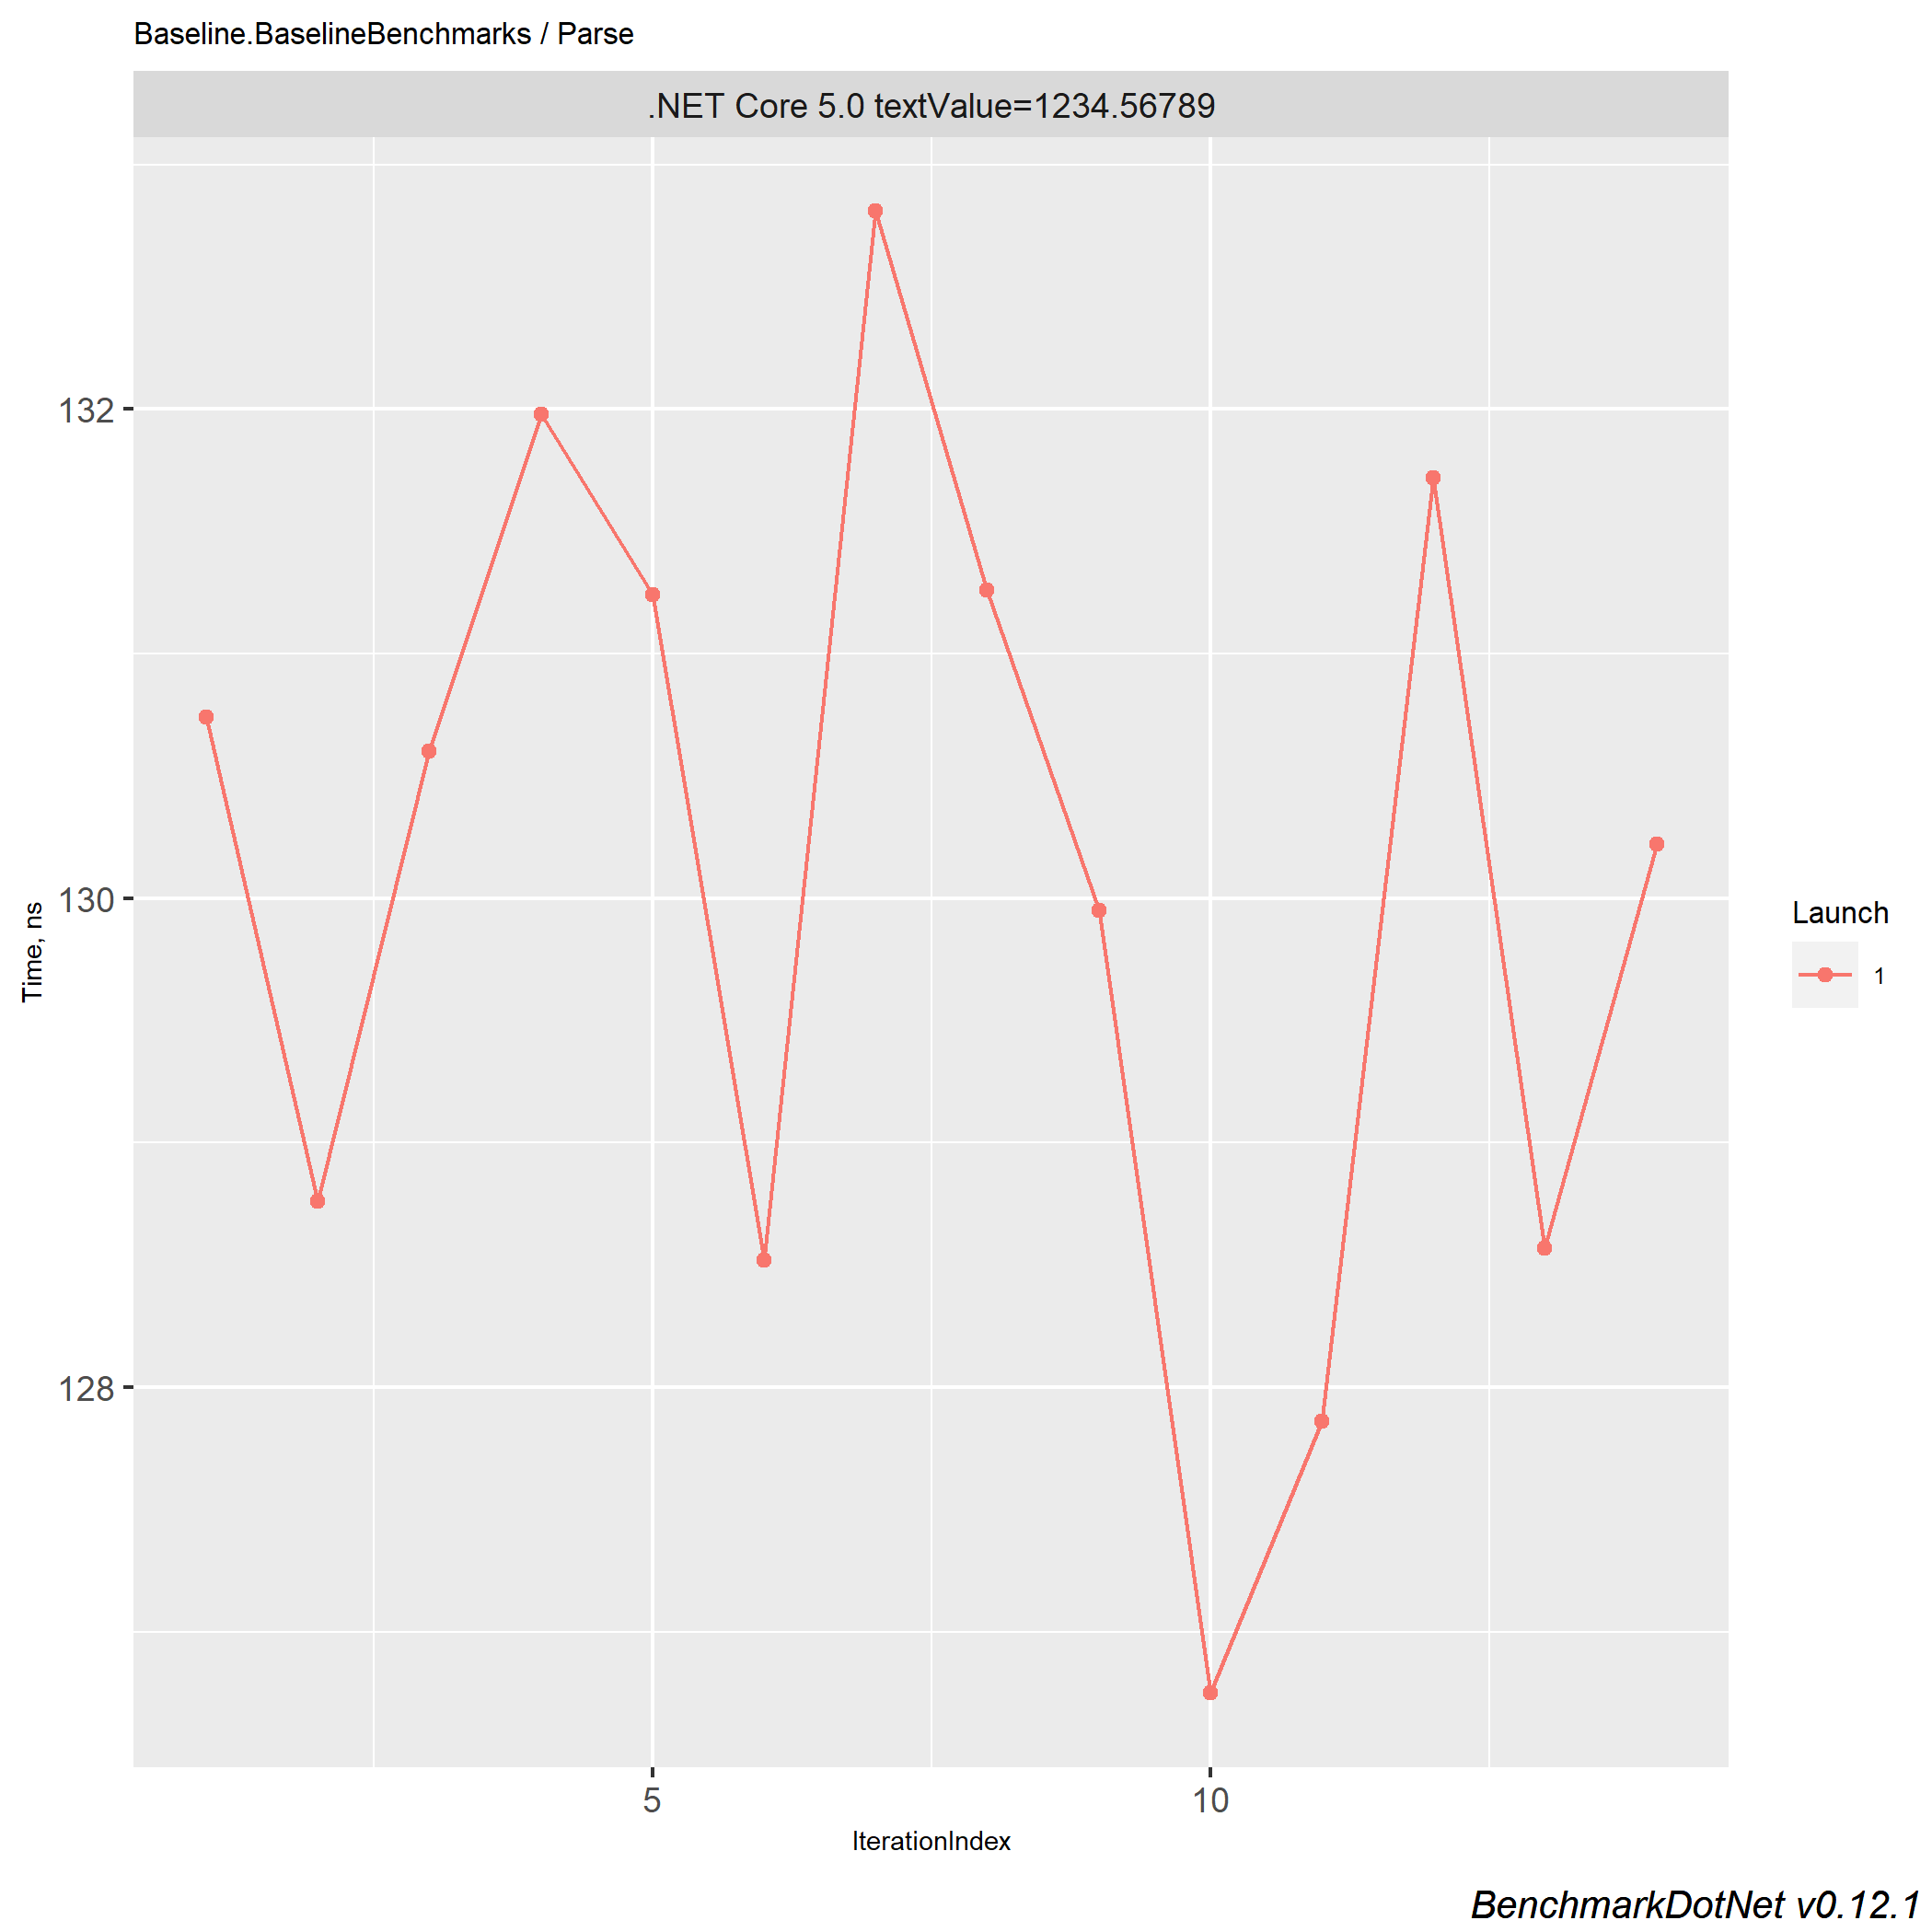 Baseline.BaselineBenchmarks / Parse
.NET Core 5.0 textValue=1234.56789
132
130
128
Time, ns
5
10
IterationIndex
Launch
1
BenchmarkDotNet v0.12.1